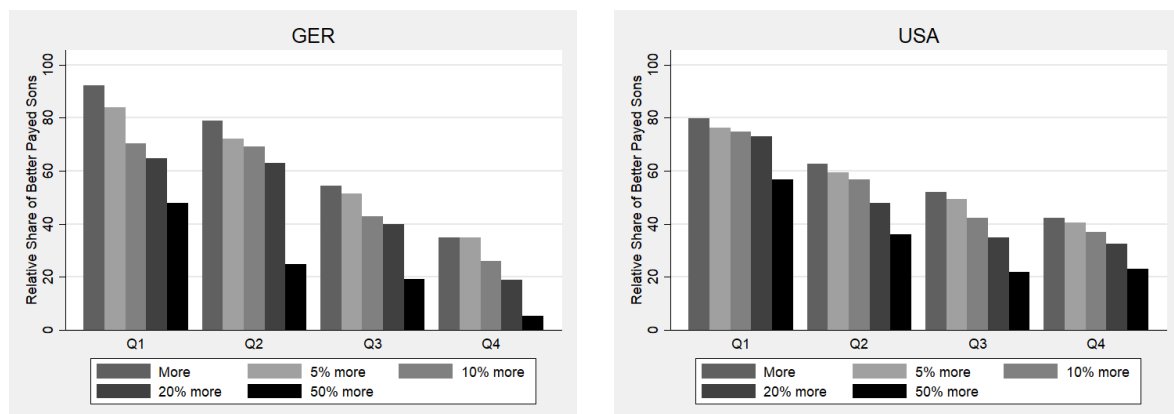 GER
Relative Share of Better Payed Sons
100
80
60
40
20
0
Q1 Q2 Q3 Q4
More 5% more 10% more
20% more 50% more
USA
Relative Share of Better Payed Sons
100
80
60
40
20
0
Q1 Q2 Q3 Q4
More 5% more 10% more
20% more 50% more